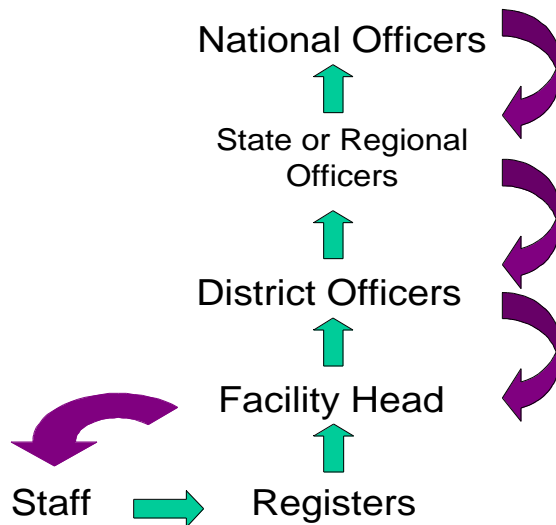 National Officers
State or Regional
Officers
District Officers
Facility Head
Staff
Registers